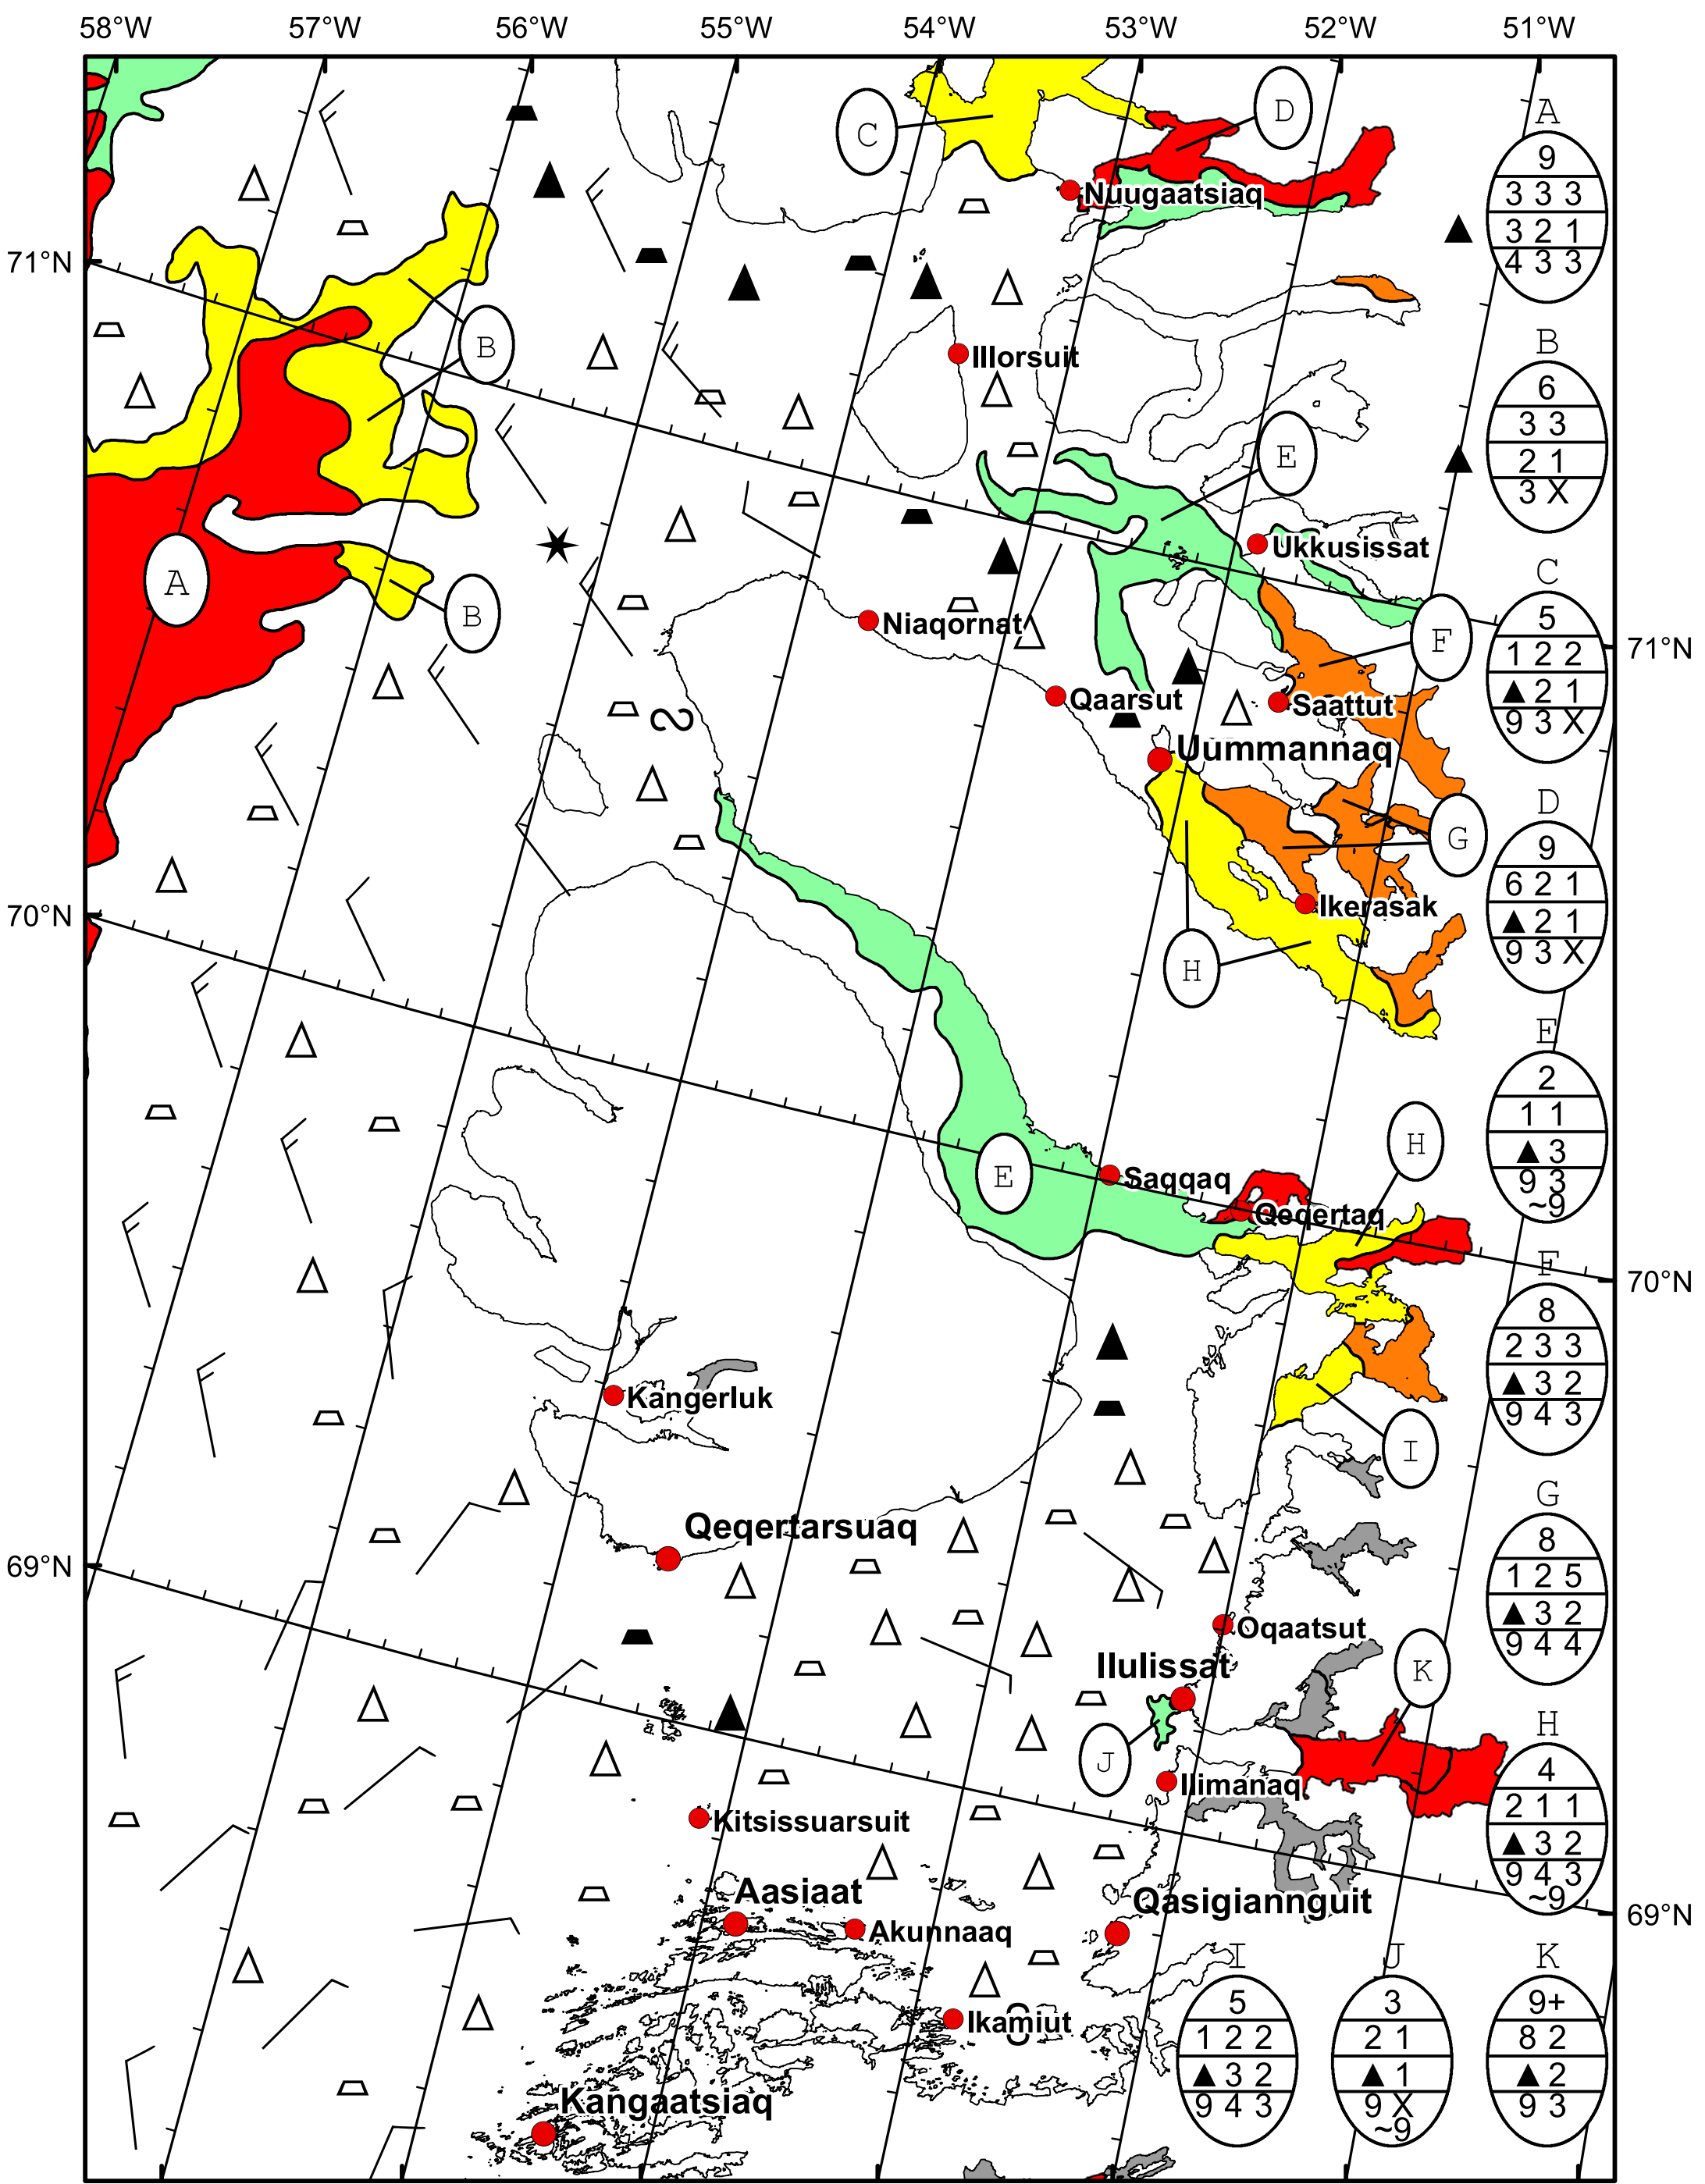 58°W 57°W 56°W 55°W 54°W 53°W 52°W 51°W
C
D
Nuugaatsiaq
71°N
B
Illorsuit
E
Ukkusissat
A
B
Niaqornat
F
71°N
Qaarsut
Saattut
Uummannaq
G
70°N
Ikerasak
H
H
E
Saqqaq
Qeqertaq
70°N
Kangerluk
I
Qeqertarsuaq
69°N
Oqaatsut
Ilulissat
K
J
Ilimanaq
Kitsissuarsuit
Aasiaat
Qasigiannguit
69°N
Akunnaaq
Ikamiut
Kangaatsiaq
A
9
3 3 3
3 2 1
4 3 3
B
6
3 3
2 1
3 X
C
5
1 2 2
▲ 2 1
9 3 X
D
9
6 2 1
▲ 2 1
9 3 X
E
2
1 1
▲ 3
9 3
~9
F
8
2 3 3
▲ 3 2
9 4 3
G
8
1 2 5
▲ 3 2
9 4 4
H
4
2 1 1
▲ 3 2
9 4 3
~9
I
5
1 2 2
▲ 3 2
9 4 3
J
3
2 1
▲ 1
9 X
~9
K
9+
8 2
▲ 2
9 3